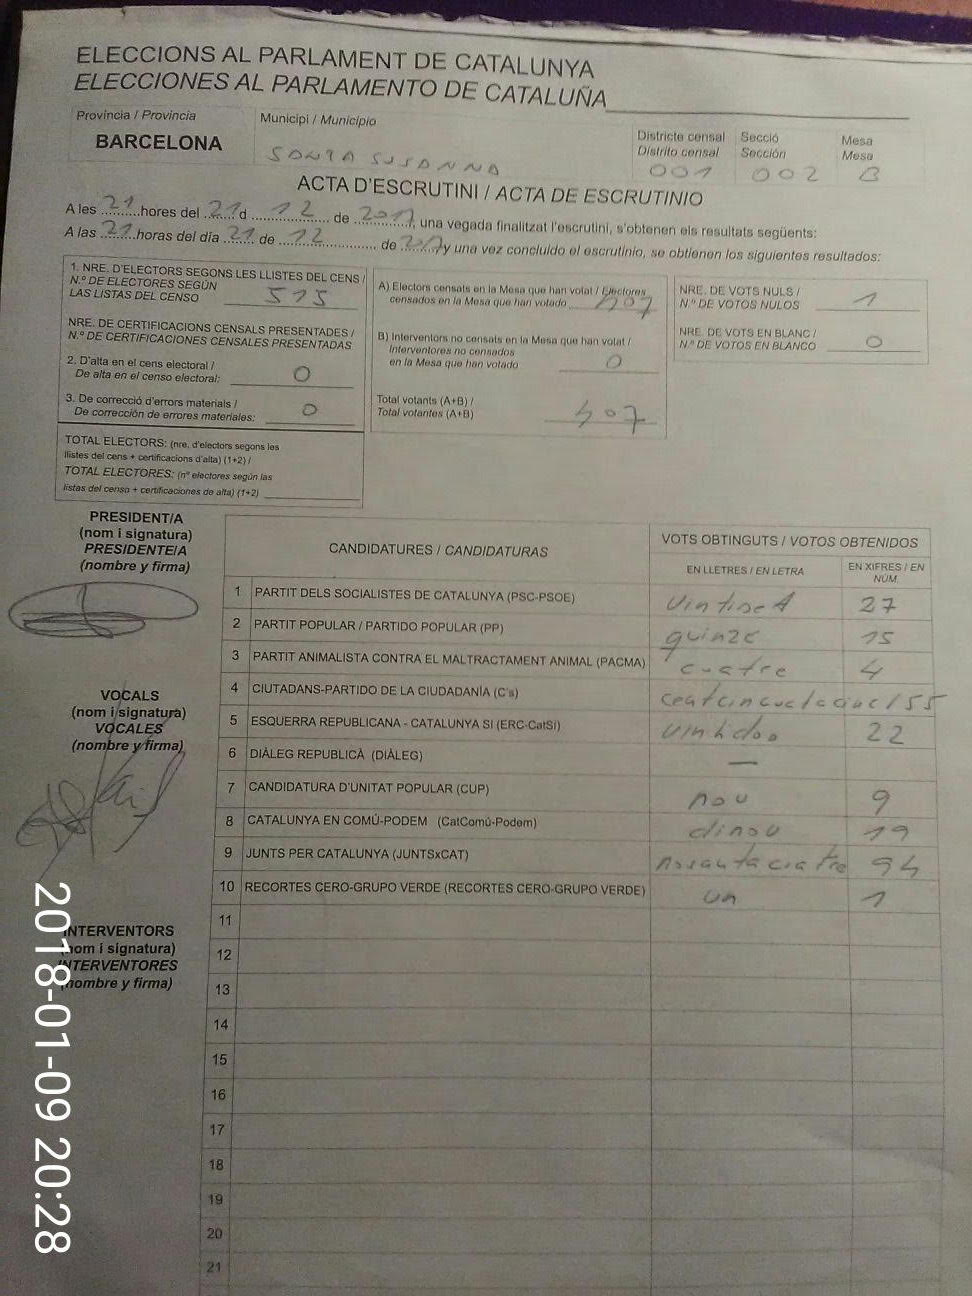 ELECCIONS AL PARLAMENT DE CATALUNYA
ELECCIONES AL PARLAMENTO DE CATALUÑA
Provincia / Provincia
BARCELONA
Municipi / Municipio
SANTA SUSANNA
Districte censal
Distrito censal
001
Secció
Sección
002
Mesa
Mesa
B
ACTA D'ESCRUTINI / ACTA DE ESCRUTINIO
A les 21 hores del 21 d 12 de 2017, una vegada finalitzat l'escrutini, s'obtenen els resultats següents:
A las 21 horas del día 21 de 12 de 2017 y una vez concluido el escrutinio, se obtienen los siguientes resultados:
1. NRE. D'ELECTORS SEGONS LES LLISTES DEL CENS /
N.º DE ELECTORES SEGÚN
LAS LISTAS DEL CENSO 515
NRE. DE CERTIFICACIONS CENSALS PRESENTADES /
N.º DE CERTIFICACIONES CENSALES PRESENTADAS
2. D'alta en el cens electoral /
De alta en el censo electoral: 0
3. De correcció d'errors materials /
De corrección de errores materiales: 0
TOTAL ELECTORS: (nre. d'electors segons les
llistes del cens + certificacions d'alta) (1+2) /
TOTAL ELECTORES: (nº electores según las
listas del censo + certificaciones de alta) (1+2)
A) Electors censats en la Mesa que han votat / Electores
censados en la Mesa que han votado 407
B) Interventors no censats en la Mesa que han votat /
Interventores no censados
en la Mesa que han votado 0
Total votants (A+B) /
Total votantes (A+B) 407
NRE. DE VOTS NULS /
N.º DE VOTOS NULOS 1
NRE. DE VOTS EN BLANC /
N.º DE VOTOS EN BLANCO 0
PRESIDENT/A
(nom i signatura)
PRESIDENTE/A
(nombre y firma)
VOCALS
(nom i signatura)
VOCALES
(nombre y firma)
INTERVENTORS
(nom i signatura)
INTERVENTORES
(nombre y firma)
CANDIDATURES / CANDIDATURAS
VOTS OBTINGUTS / VOTOS OBTENIDOS
EN LLETRES / EN LETRA
EN XIFRES / EN
NÚM.
1 PARTIT DELS SOCIALISTES DE CATALUNYA (PSC-PSOE) 27
2 PARTIT POPULAR / PARTIDO POPULAR (PP) quinze 15
3 PARTIT ANIMALISTA CONTRA EL MALTRACTAMENT ANIMAL (PACMA) cuatre 4
4 CIUTADANS-PARTIDO DE LA CIUDADANÍA (C's) 155
5 ESQUERRA REPUBLICANA - CATALUNYA SI (ERC-CatSí) vintidos 22
6 DIÀLEG REPUBLICÀ (DIÀLEG) —
7 CANDIDATURA D'UNITAT POPULAR (CUP) nou 9
8 CATALUNYA EN COMÚ-PODEM (CatComú-Podem) dinou 19
9 JUNTS PER CATALUNYA (JUNTSxCAT) 94
10 RECORTES CERO-GRUPO VERDE (RECORTES CERO-GRUPO VERDE) un 1
11
12
13
14
15
16
17
18
19
20
21
2018-01-09 20:28